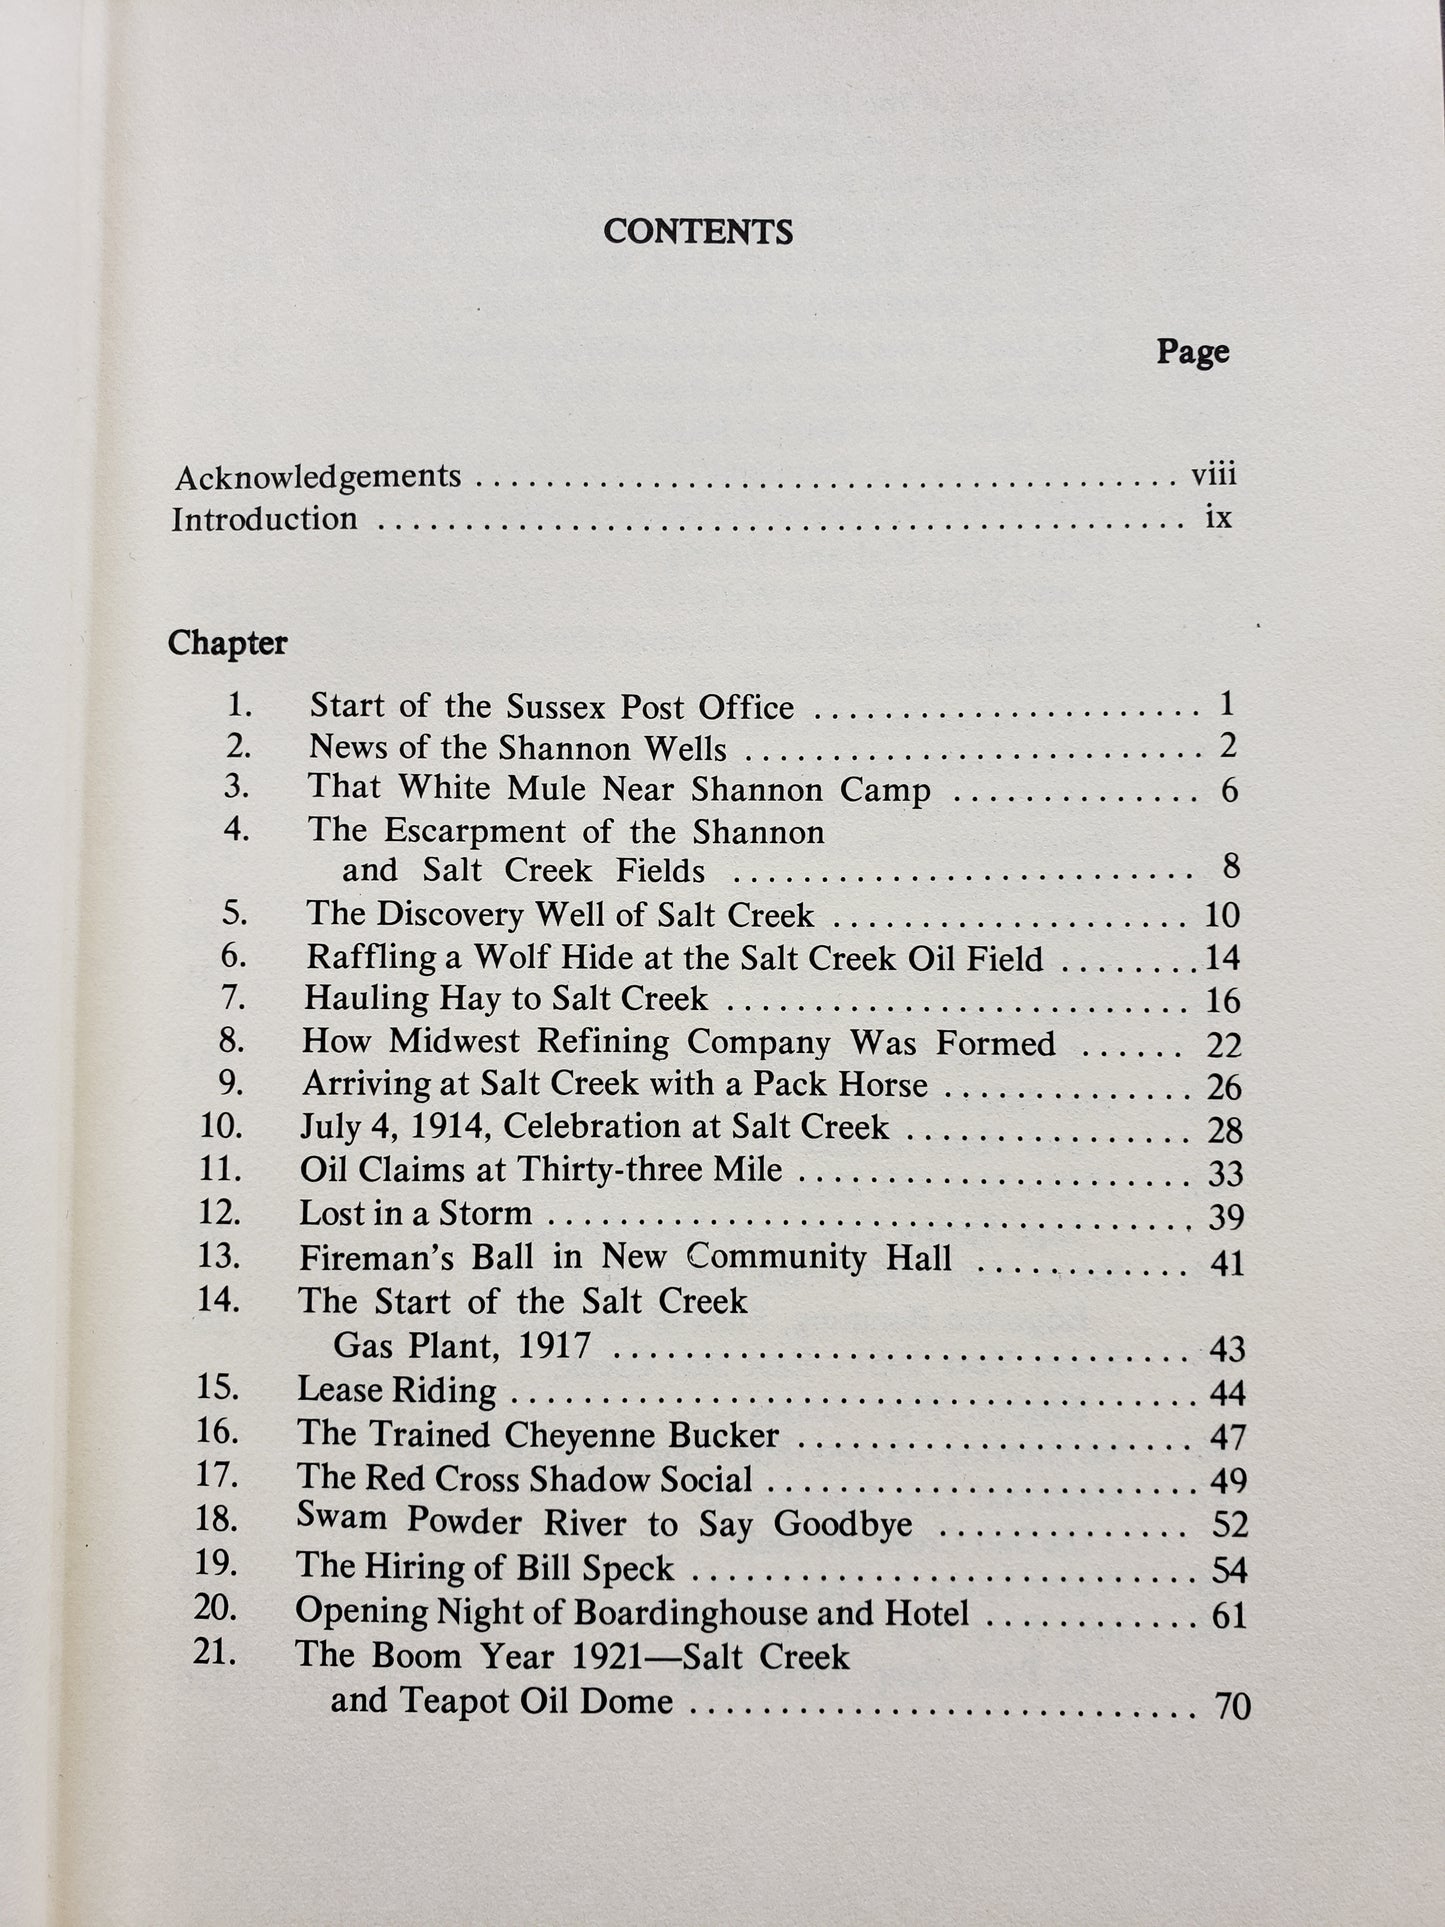 CONTENTS
Page
Acknowledgements ........................................ viii
Introduction ............................................ ix
Chapter
1. Start of the Sussex Post Office ........................ 1
2. News of the Shannon Wells ............................. 2
3. That White Mule Near Shannon Camp .............. 6
4. The Escarpment of the Shannon
and Salt Creek Fields .......................... 8
5. The Discovery Well of Salt Creek ...................... 10
6. Raffling a Wolf Hide at the Salt Creek Oil Field ........ 14
7. Hauling Hay to Salt Creek ........................... 16
8. How Midwest Refining Company Was Formed ...... 22
9. Arriving at Salt Creek with a Pack Horse .............. 26
10. July 4, 1914, Celebration at Salt Creek ................ 28
11. Oil Claims at Thirty-three Mile ...................... 33
12. Lost in a Storm .................................... 39
13. Fireman's Ball in New Community Hall ............ 41
14. The Start of the Salt Creek
Gas Plant, 1917 ................................. 43
15. Lease Riding ...................................... 44
16. The Trained Cheyenne Bucker ...................... 47
17. The Red Cross Shadow Social ........................ 49
18. Swam Powder River to Say Goodbye .............. 52
19. The Hiring of Bill Speck ............................ 54
20. Opening Night of Boardinghouse and Hotel ............ 61
21. The Boom Year 1921—Salt Creek
and Teapot Oil Dome ............................ 70